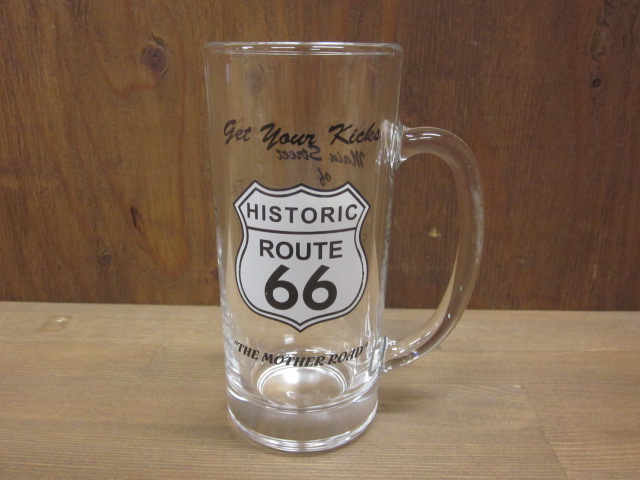 Get Your Kicks
Main Street
of
HISTORIC
ROUTE
66
"THE MOTHER ROAD"